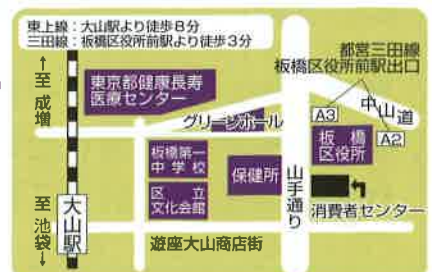 東上線：大山駅より徒歩8分
三田線：板橋区役所前駅より徒歩3分
都営三田線
板橋区役所前駅出口
↑至 成増
東京都健康長寿
医療センター
グリーンホール
A3
中山道
A2
板橋
区役所
板橋第一
中学校
保健所
山手通り
区立
文化会館
消費者センター
大山駅
至 池袋↓
遊座大山商店街